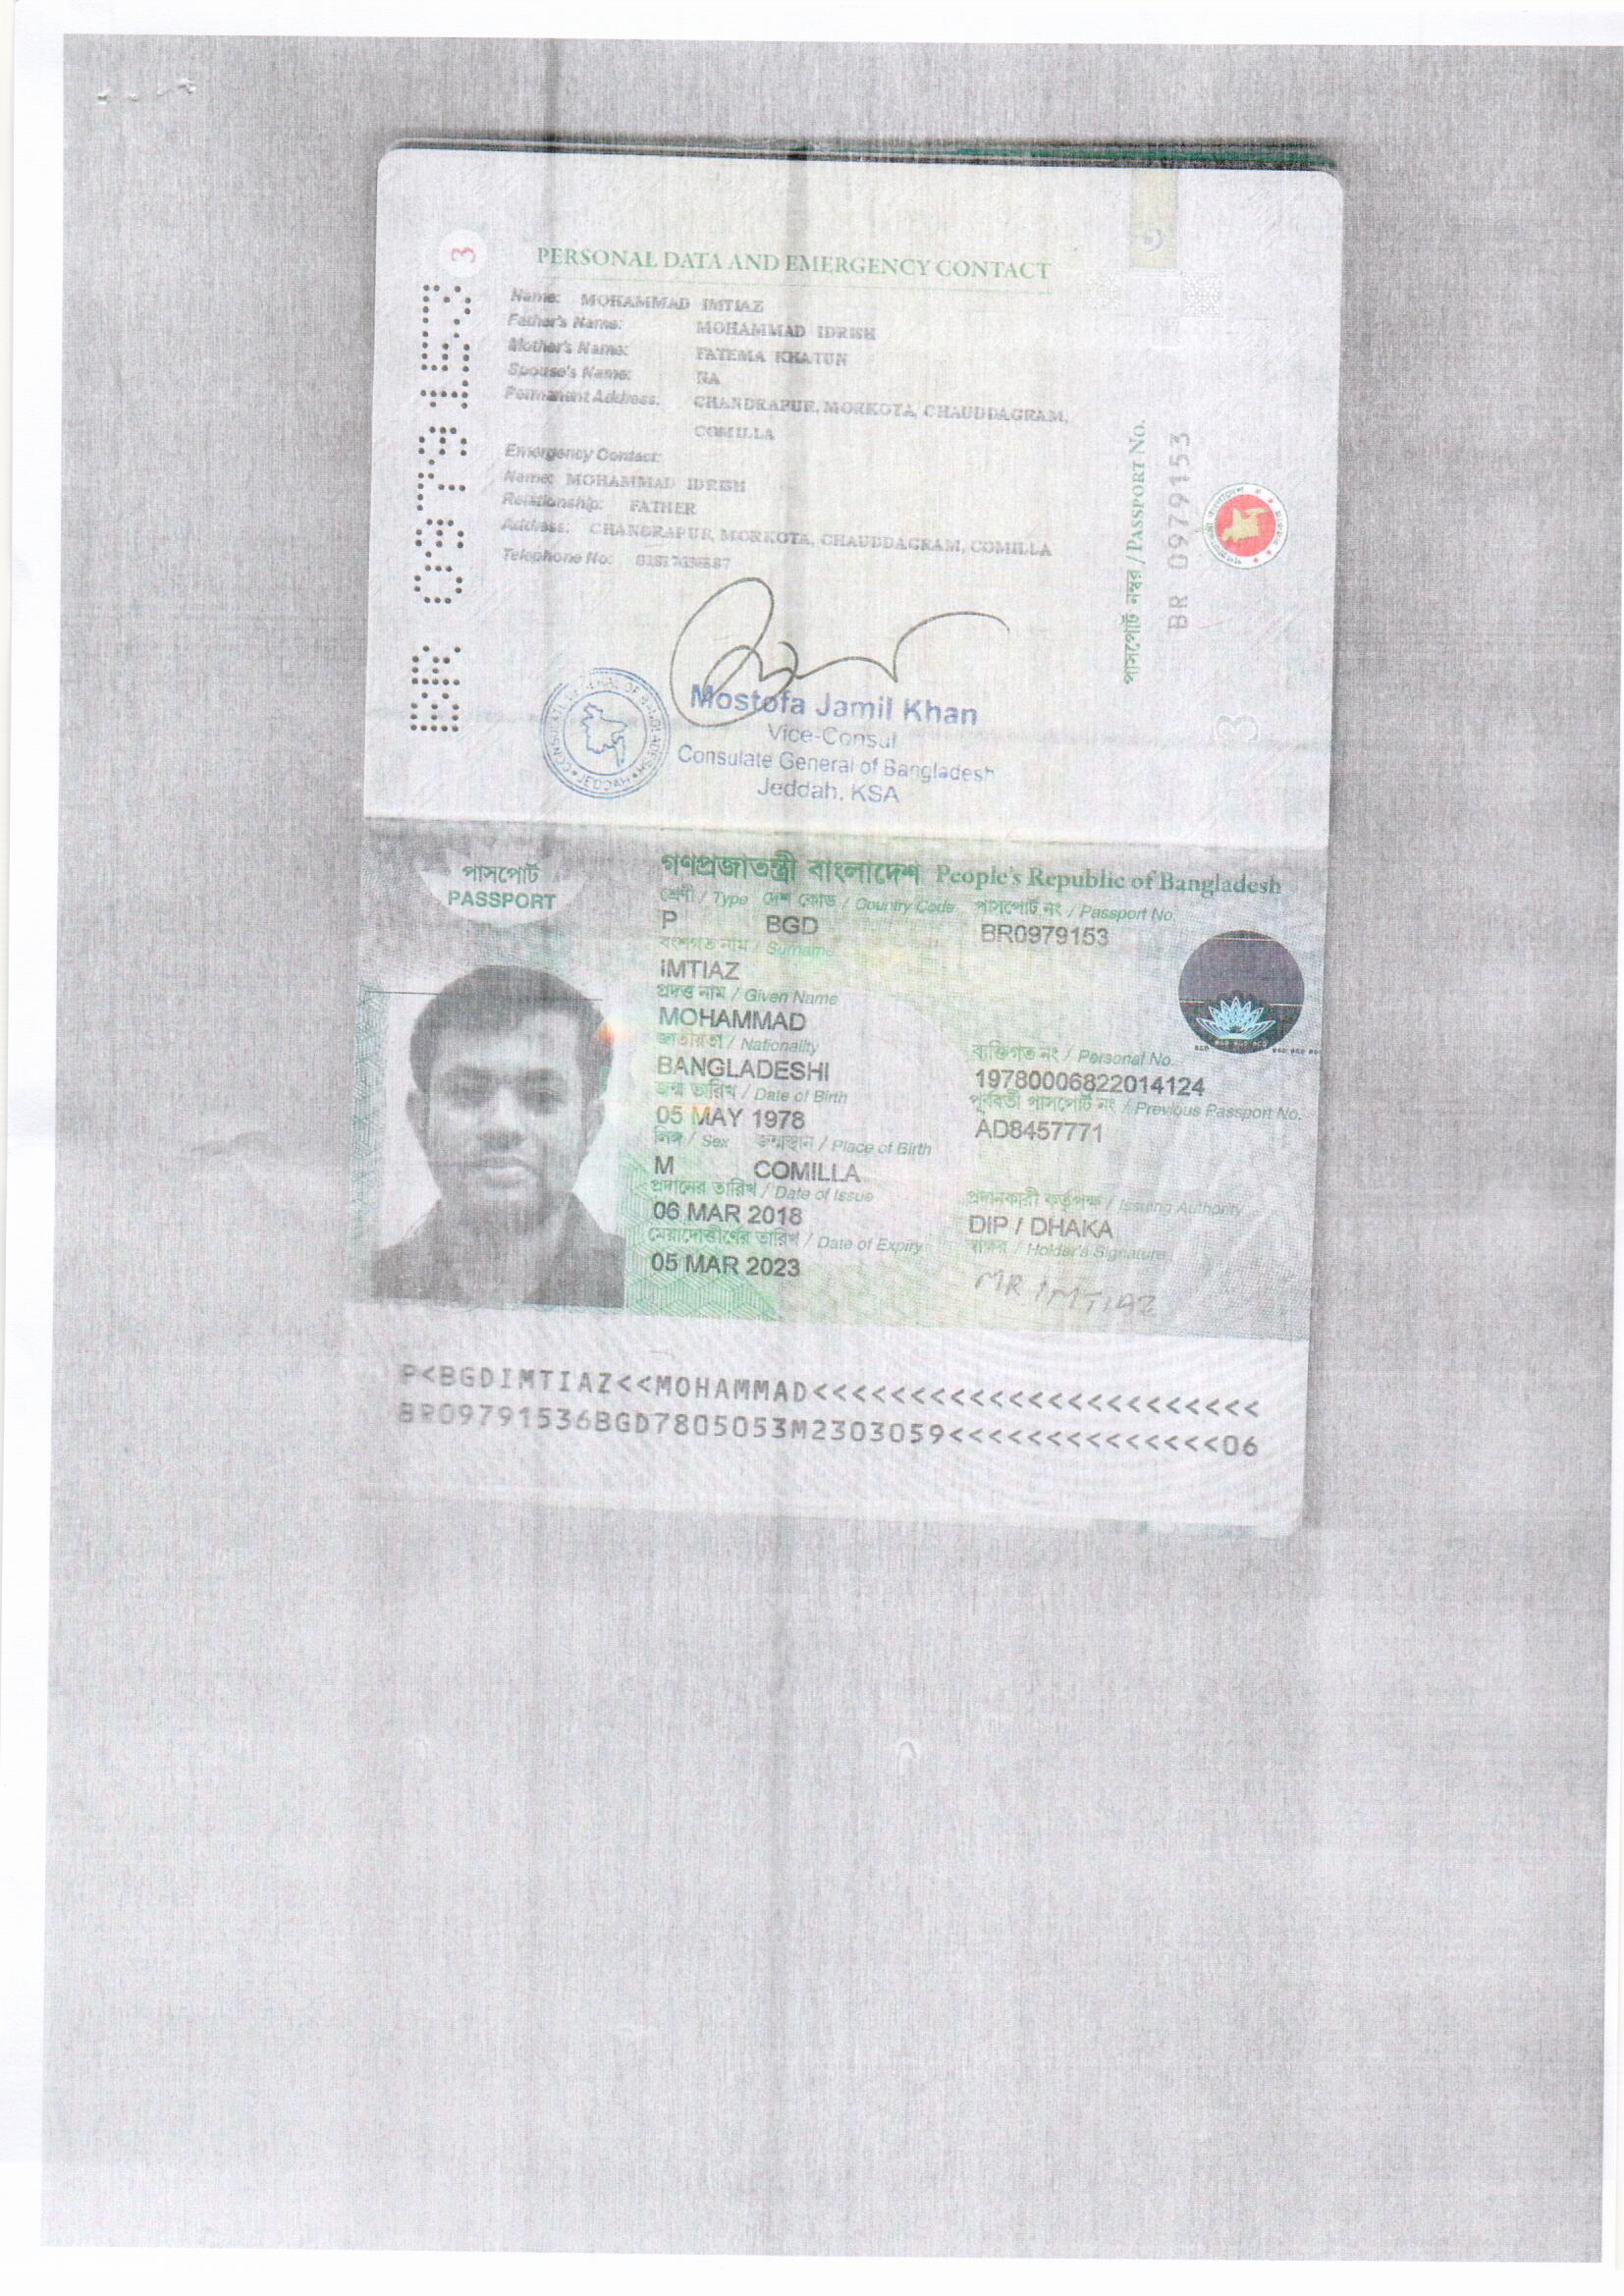 PERSONAL DATA AND EMERGENCY CONTACT
3
Name: MOHAMMAD IMTIAZ
Father's Name: MOHAMMAD IDRISH
Mother's Name: FATEMA KHATUN
Spouse's Name: NA
Permanent Address: CHANDRAPUR, MORKOTA, CHAUDDAGRAM,
COMILLA
Emergency Contact:
Name: MOHAMMAD IDRISH
Relationship: FATHER
Address: CHANDRAPUR, MORKOTA, CHAUDDAGRAM, COMILLA
Telephone No:
BR 0979153
পাসপোর্ট নম্বর / PASSPORT No.
BR 0979153
Mostofa Jamil Khan
Vice-Consul
Consulate General of Bangladesh
Jeddah, KSA
CONSULATE GENERAL OF BANGLADESH JEDDAH
পাসপোর্ট
PASSPORT
গণপ্রজাতন্ত্রী বাংলাদেশ People's Republic of Bangladesh
শ্রেণী / Type দেশ কোড / Country Code পাসপোর্ট নং / Passport No.
P BGD BR0979153
বংশগত নাম / Surname
IMTIAZ
প্রদত্ত নাম / Given Name
MOHAMMAD
জাতীয়তা / Nationality
BANGLADESHI
ব্যক্তিগত নং / Personal No.
19780006822014124
জন্ম তারিখ / Date of Birth
05 MAY 1978
পূর্ববর্তী পাসপোর্ট নং / Previous Passport No.
AD8457771
লিঙ্গ / Sex জন্মস্থান / Place of Birth
M COMILLA
প্রদানের তারিখ / Date of Issue
06 MAR 2018
প্রদানকারী কর্তৃপক্ষ / Issuing Authority
DIP / DHAKA
মেয়াদোত্তীর্ণের তারিখ / Date of Expiry
05 MAR 2023
স্বাক্ষর / Holder's Signature
MR IMTIAZ
P<BGDIMTIAZ<<MOHAMMAD<<<<<<<<<<<<<<<<<<<<<<<
BR09791536BGD7805053M2303059<<<<<<<<<<<<<<06